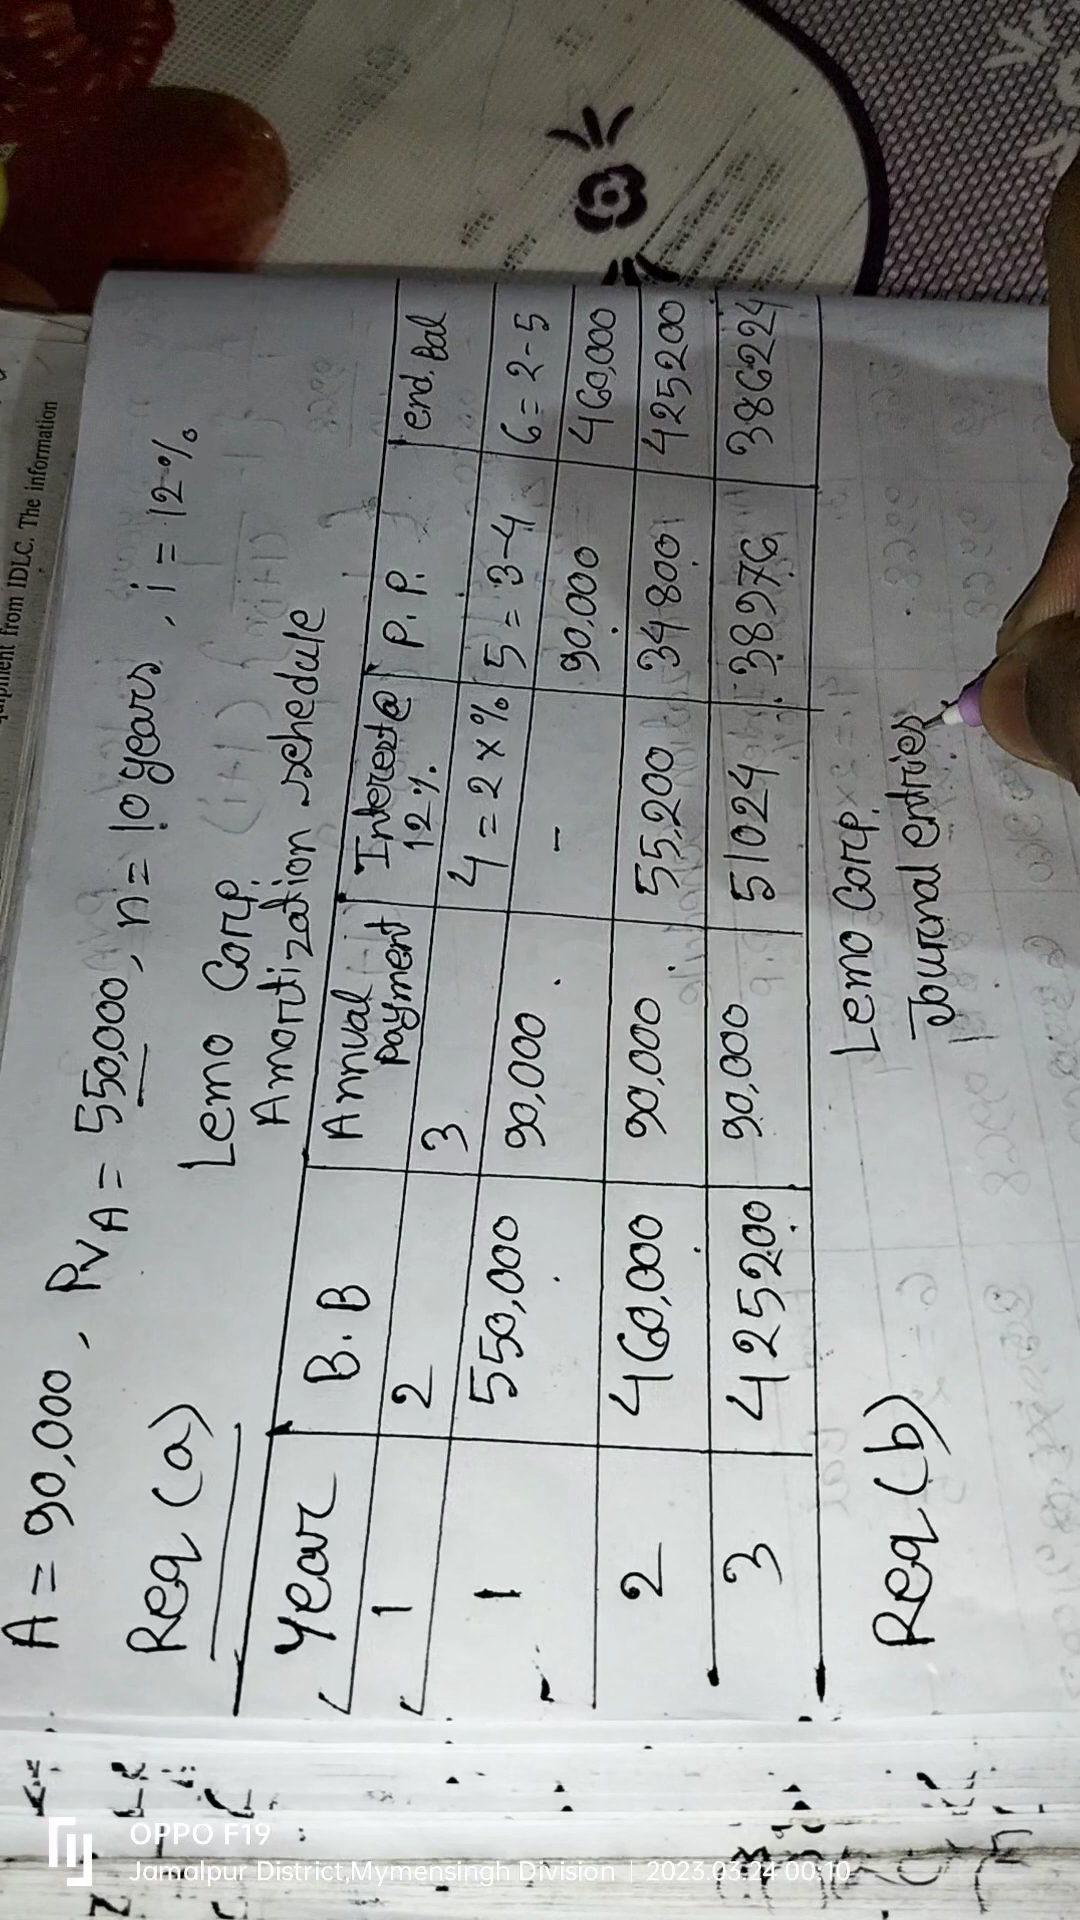 quipment from IDLC. The information
A = 90,000, PVA = 550,000, n = 10 years, i = 12%
Req (a)
Lemo Corp.
Amortization schedule
Year B.B Annual payment Interest@ 12% P.P. end. Bal
1 2 3 4 = 2 x % 5 = 3-4 6 = 2-5
1 550,000 90,000 - 90,000 460,000
2 460,000 90,000 55,200 34800 425200
3 425200 90,000 51024 38976 386224
Req (b)
Lemo Corp.
Journal entries
OPPO F19
Jamalpur District,Mymensingh Division | 2023.03.24 00:10